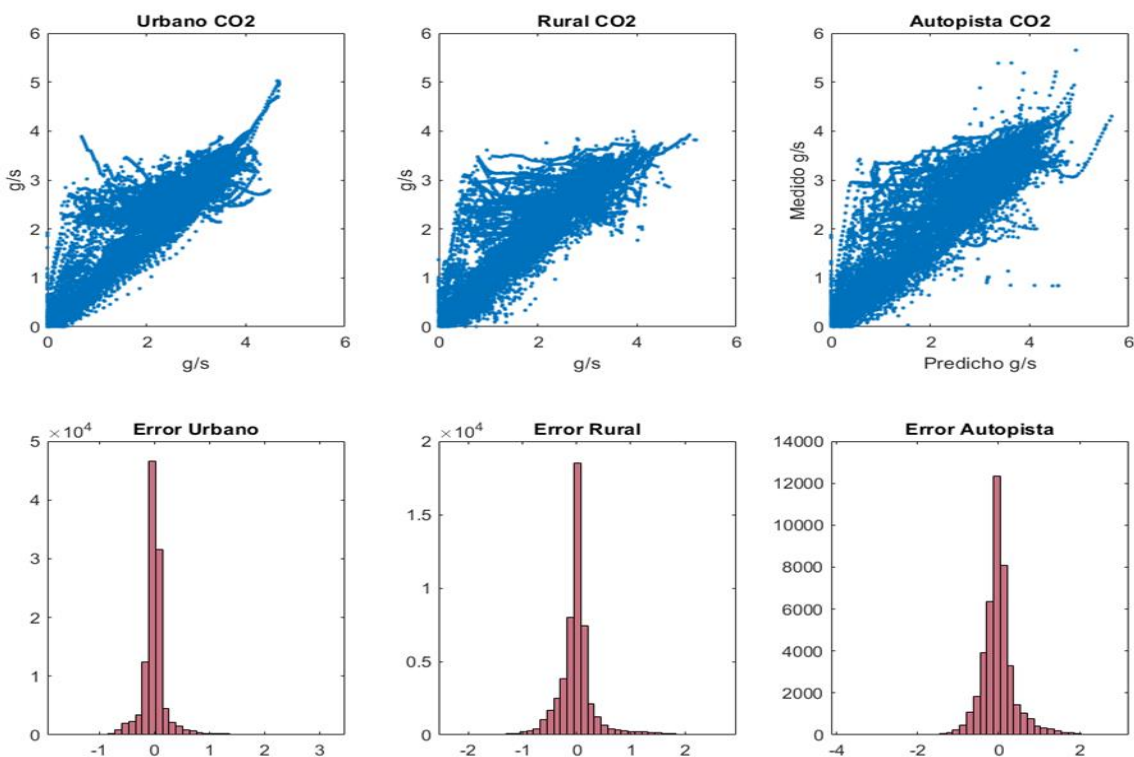 Urbano CO2
6
5
4
3
2
1
0
g/s
0 2 4 6
g/s
Rural CO2
6
5
4
3
2
1
0
g/s
0 2 4 6
g/s
Autopista CO2
6
5
4
3
2
1
0
Medido g/s
0 2 4 6
Predicho g/s
Error Urbano
×10⁴
5
4
3
2
1
0
-1 0 1 2 3
Error Rural
×10⁴
2
1.5
1
0.5
0
-2 -1 0 1 2
Error Autopista
14000
12000
10000
8000
6000
4000
2000
0
-4 -2 0 2